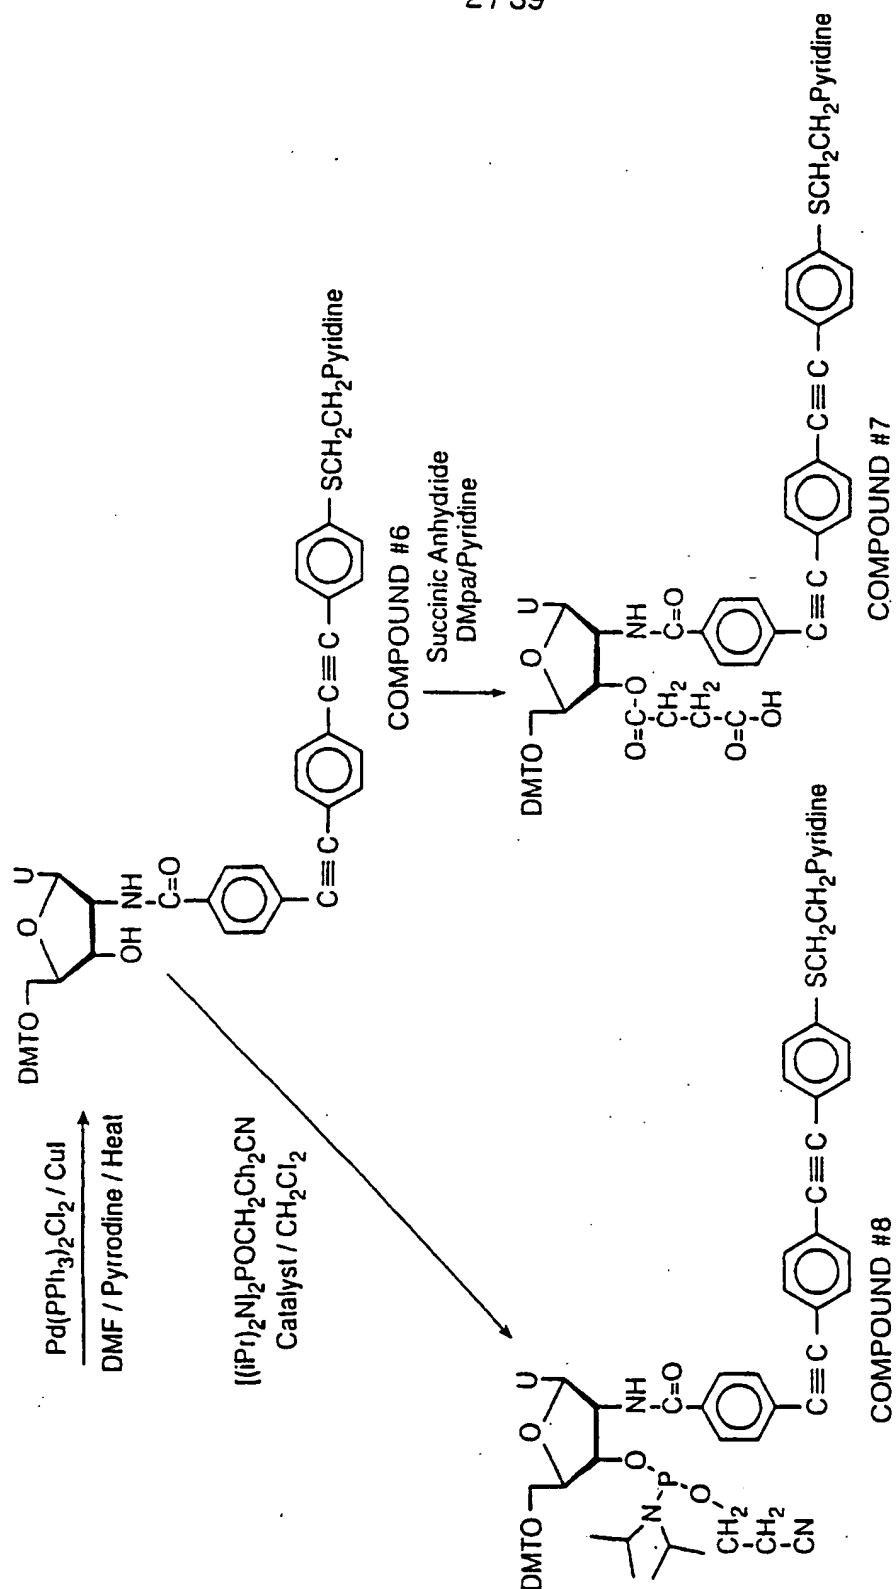 2 / 39
Pd(PPh3)2Cl2 / CuI
DMF / Pyrrodine / Heat
DMTO
O
U
OH
NH
C=O
C≡C
C≡C
SCH2CH2Pyridine
COMPOUND #6
[(iPr)2N]2POCH2Ch2CN
Catalyst / CH2Cl2
Succinic Anhydride
DMpa/Pyridine
DMTO
O
U
O
P
N
O
CH2
CH2
CN
NH
C=O
C≡C
C≡C
SCH2CH2Pyridine
COMPOUND #8
DMTO
O
U
O=C-O
CH2
CH2
O=C
OH
NH
C=O
C≡C
C≡C
SCH2CH2Pyridine
COMPOUND #7